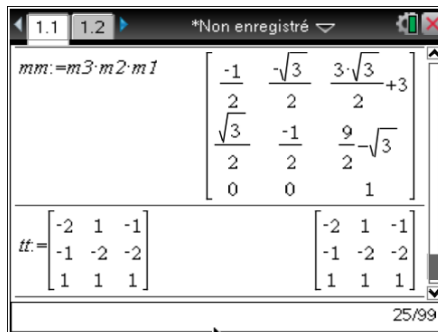 1.1 1.2 *Non enregistré
mm:=m3·m2·m1 [-1/2 -√3/2 3·√3/2+3
√3/2 -1/2 9/2-√3
0 0 1]
tt:=[-2 1 -1 [-2 1 -1
-1 -2 -2 -1 -2 -2
1 1 1] 1 1 1]
25/99